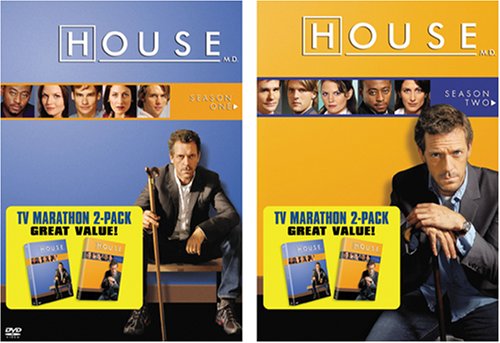 HOUSE M.D.
SEASON
ONE
TV MARATHON 2-PACK
GREAT VALUE!
HOUSE
HOUSE
DVD
VIDEO
HOUSE M.D.
SEASON
TWO
TV MARATHON 2-PACK
GREAT VALUE!
HOUSE
HOUSE